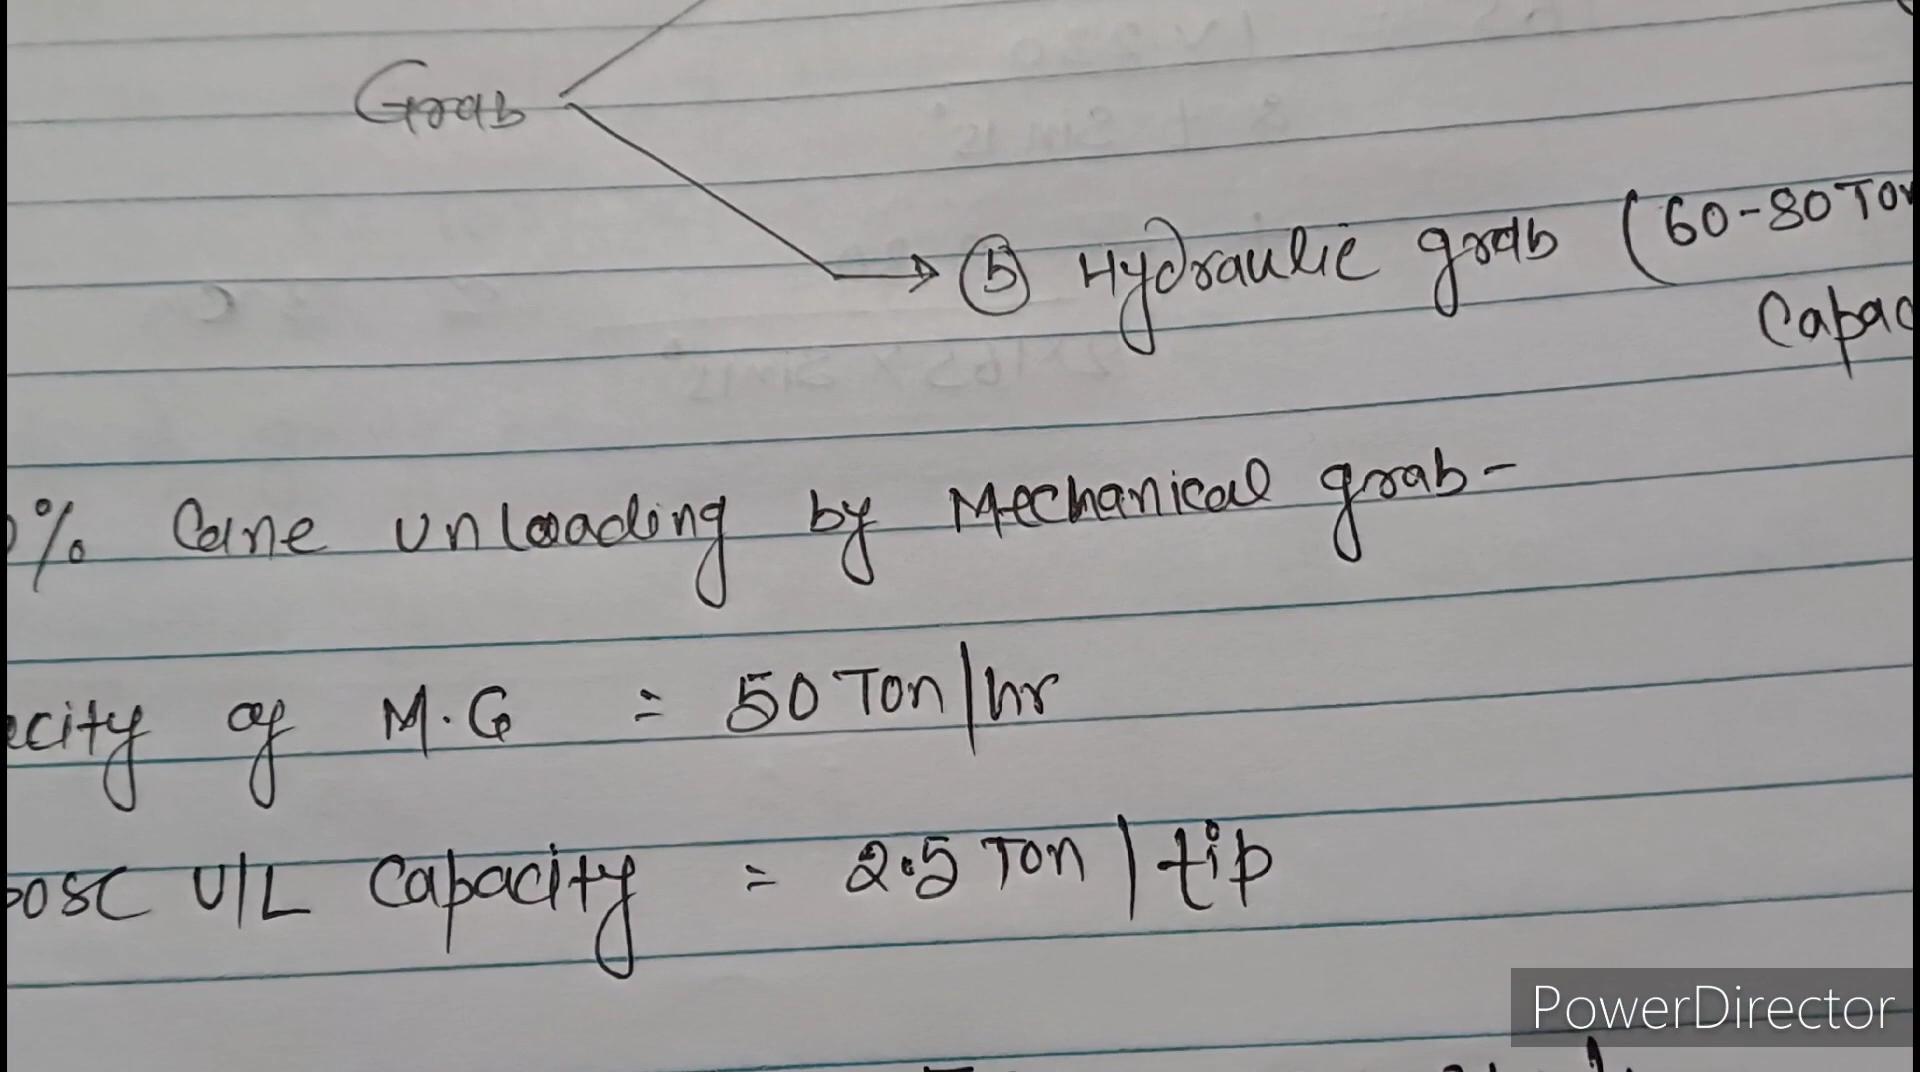 Grab
(b) Hydraulic grab (60-80 Ton
Capac
% Cane unloading by Mechanical grab-
city of M.G = 50 Ton/hr
pose U/L Capacity = 2.5 Ton/tip
PowerDirector